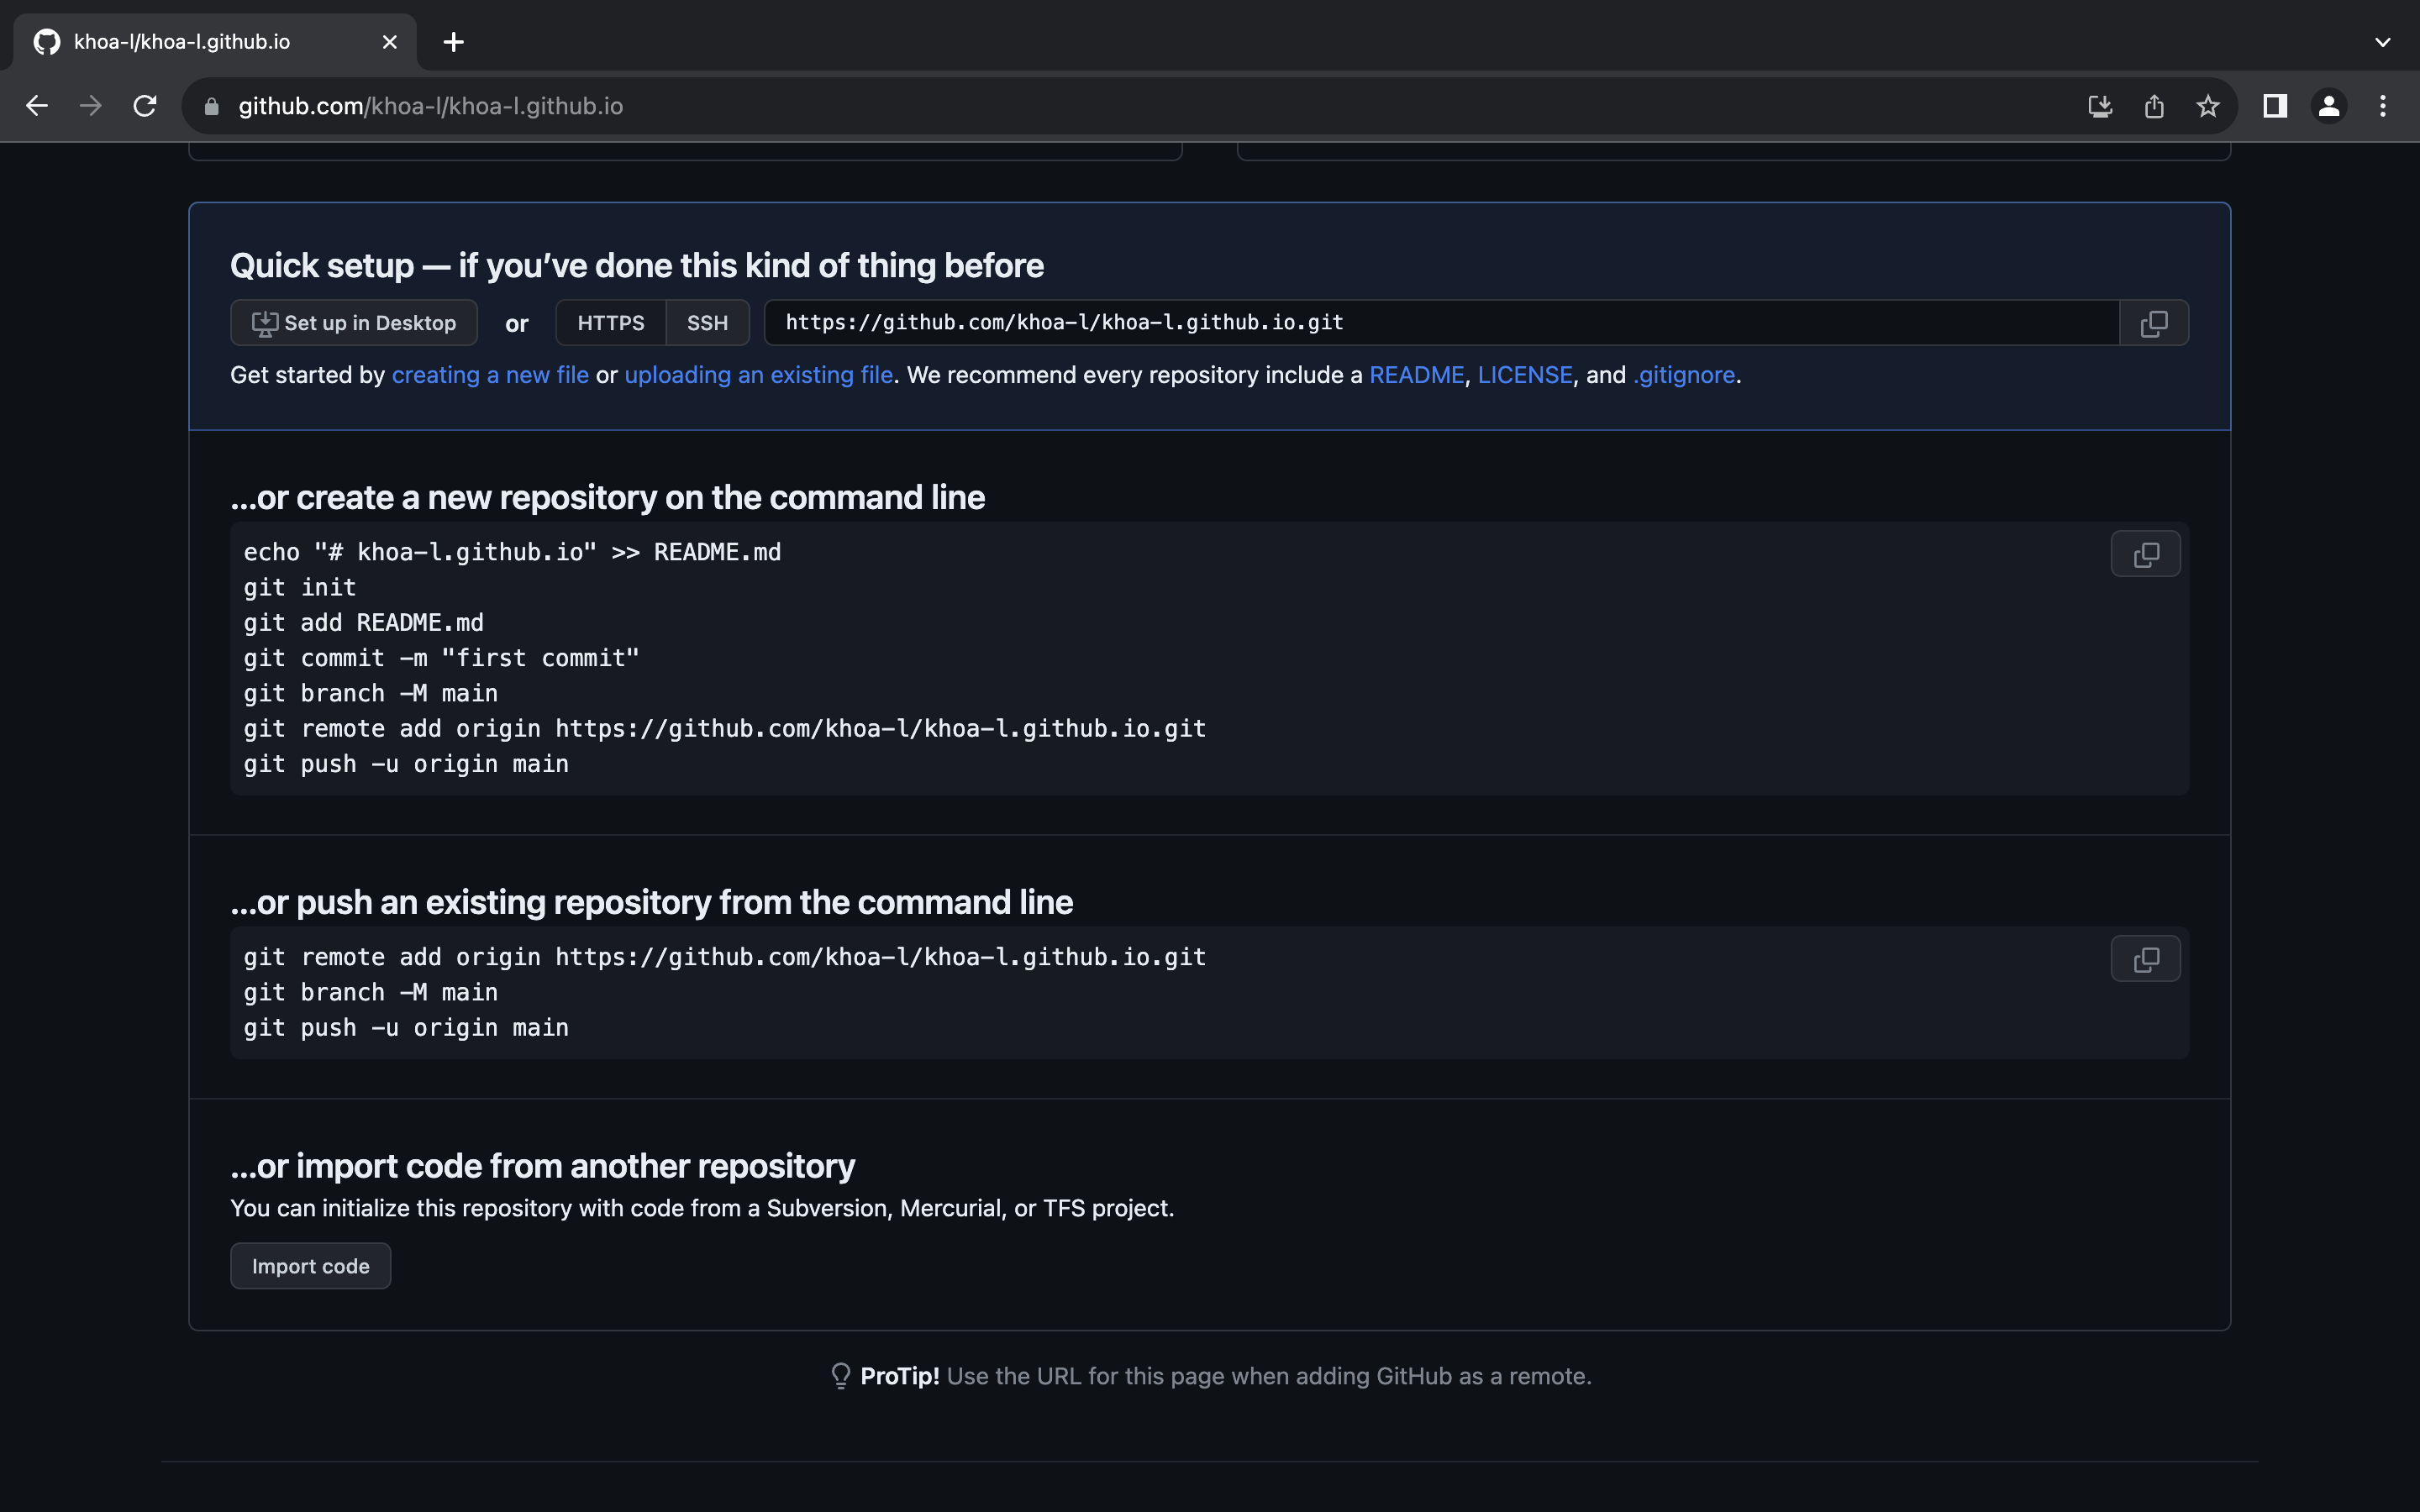 khoa-l/khoa-l.github.io
github.com/khoa-l/khoa-l.github.io
Quick setup — if you’ve done this kind of thing before
Set up in Desktop or HTTPS SSH https://github.com/khoa-l/khoa-l.github.io.git
Get started by creating a new file or uploading an existing file. We recommend every repository include a README, LICENSE, and .gitignore.
…or create a new repository on the command line
echo "# khoa-l.github.io" >> README.md
git init
git add README.md
git commit -m "first commit"
git branch -M main
git remote add origin https://github.com/khoa-l/khoa-l.github.io.git
git push -u origin main
…or push an existing repository from the command line
git remote add origin https://github.com/khoa-l/khoa-l.github.io.git
git branch -M main
git push -u origin main
…or import code from another repository
You can initialize this repository with code from a Subversion, Mercurial, or TFS project.
Import code
ProTip! Use the URL for this page when adding GitHub as a remote.